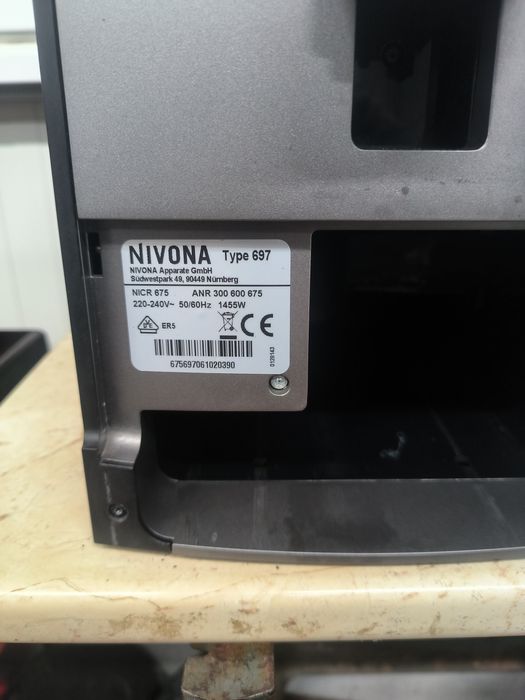 NIVONA Type 697
NIVONA Apparate GmbH
Südwestpark 49, 90449 Nürnberg
NICR 675 ANR 300 600 675
220-240V~ 50/60Hz 1455W
ER5
CE
675697061020390
0126143